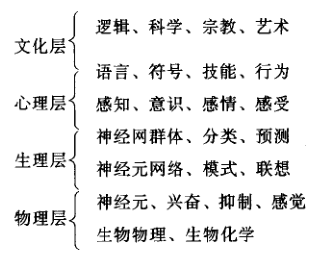 文化层
逻辑、科学、宗教、艺术
语言、符号、技能、行为
心理层
感知、意识、感情、感受
神经网群体、分类、预测
生理层
神经元网络、模式、联想
神经元、兴奋、抑制、感觉
物理层
生物物理、生物化学